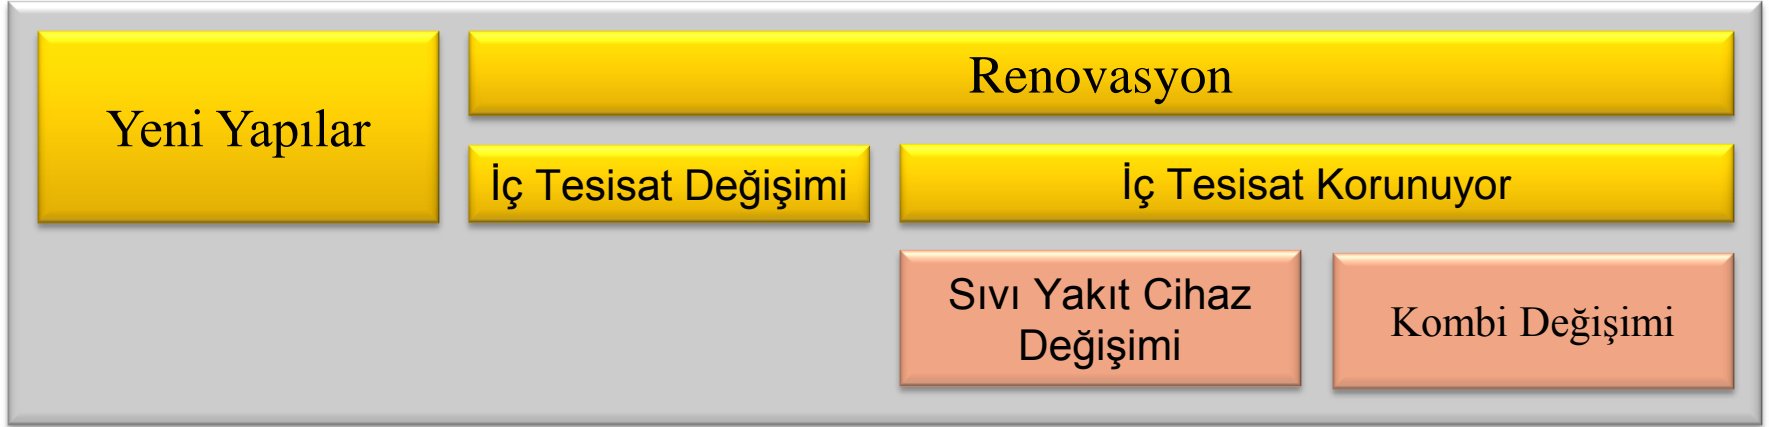 Yeni Yapılar
Renovasyon
İç Tesisat Değişimi
İç Tesisat Korunuyor
Sıvı Yakıt Cihaz
Değişimi
Kombi Değişimi